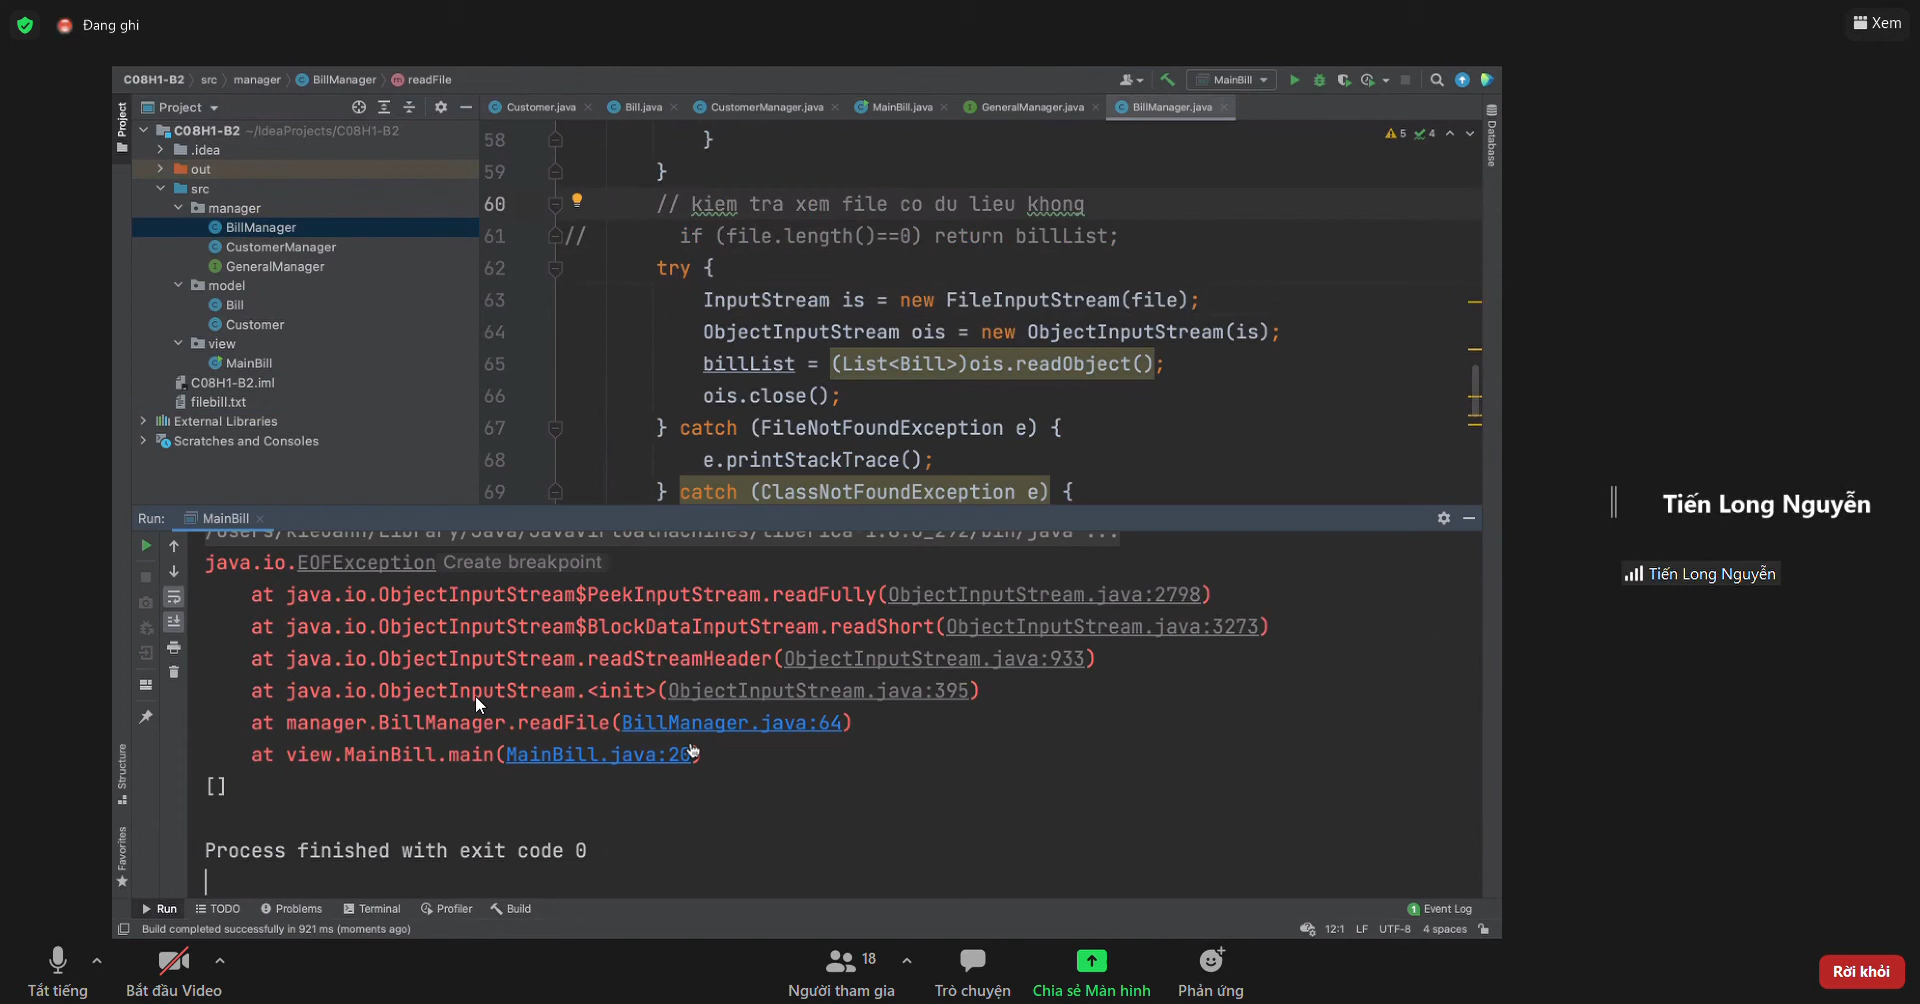 Đang ghi
Xem
C08H1-B2 src manager BillManager readFile
MainBill
Project
Customer.java Bill.java CustomerManager.java MainBill.java GeneralManager.java BillManager.java
Project
Database
C08H1-B2 ~/IdeaProjects/C08H1-B2
.idea
out
src
manager
BillManager
CustomerManager
GeneralManager
model
Bill
Customer
view
MainBill
C08H1-B2.iml
filebill.txt
External Libraries
Scratches and Consoles
5 4
58 }
59 }
60 // kiem tra xem file co du lieu khong
61 // if (file.length()==0) return billList;
62 try {
63 InputStream is = new FileInputStream(file);
64 ObjectInputStream ois = new ObjectInputStream(is);
65 billList = (List<Bill>)ois.readObject();
66 ois.close();
67 } catch (FileNotFoundException e) {
68 e.printStackTrace();
69 } catch (ClassNotFoundException e) {
Run: MainBill
java.io.EOFException Create breakpoint
at java.io.ObjectInputStream$PeekInputStream.readFully(ObjectInputStream.java:2798)
at java.io.ObjectInputStream$BlockDataInputStream.readShort(ObjectInputStream.java:3273)
at java.io.ObjectInputStream.readStreamHeader(ObjectInputStream.java:933)
at java.io.ObjectInputStream.<init>(ObjectInputStream.java:395)
at manager.BillManager.readFile(BillManager.java:64)
at view.MainBill.main(MainBill.java:20)
[]
Process finished with exit code 0
Structure
Favorites
Run TODO Problems Terminal Profiler Build
1 Event Log
Build completed successfully in 921 ms (moments ago)
12:1 LF UTF-8 4 spaces
Tiến Long Nguyễn
Tiến Long Nguyễn
Tắt tiếng
Bắt đầu Video
18
Người tham gia
Trò chuyện
Chia sẻ Màn hình
Phản ứng
Rời khỏi